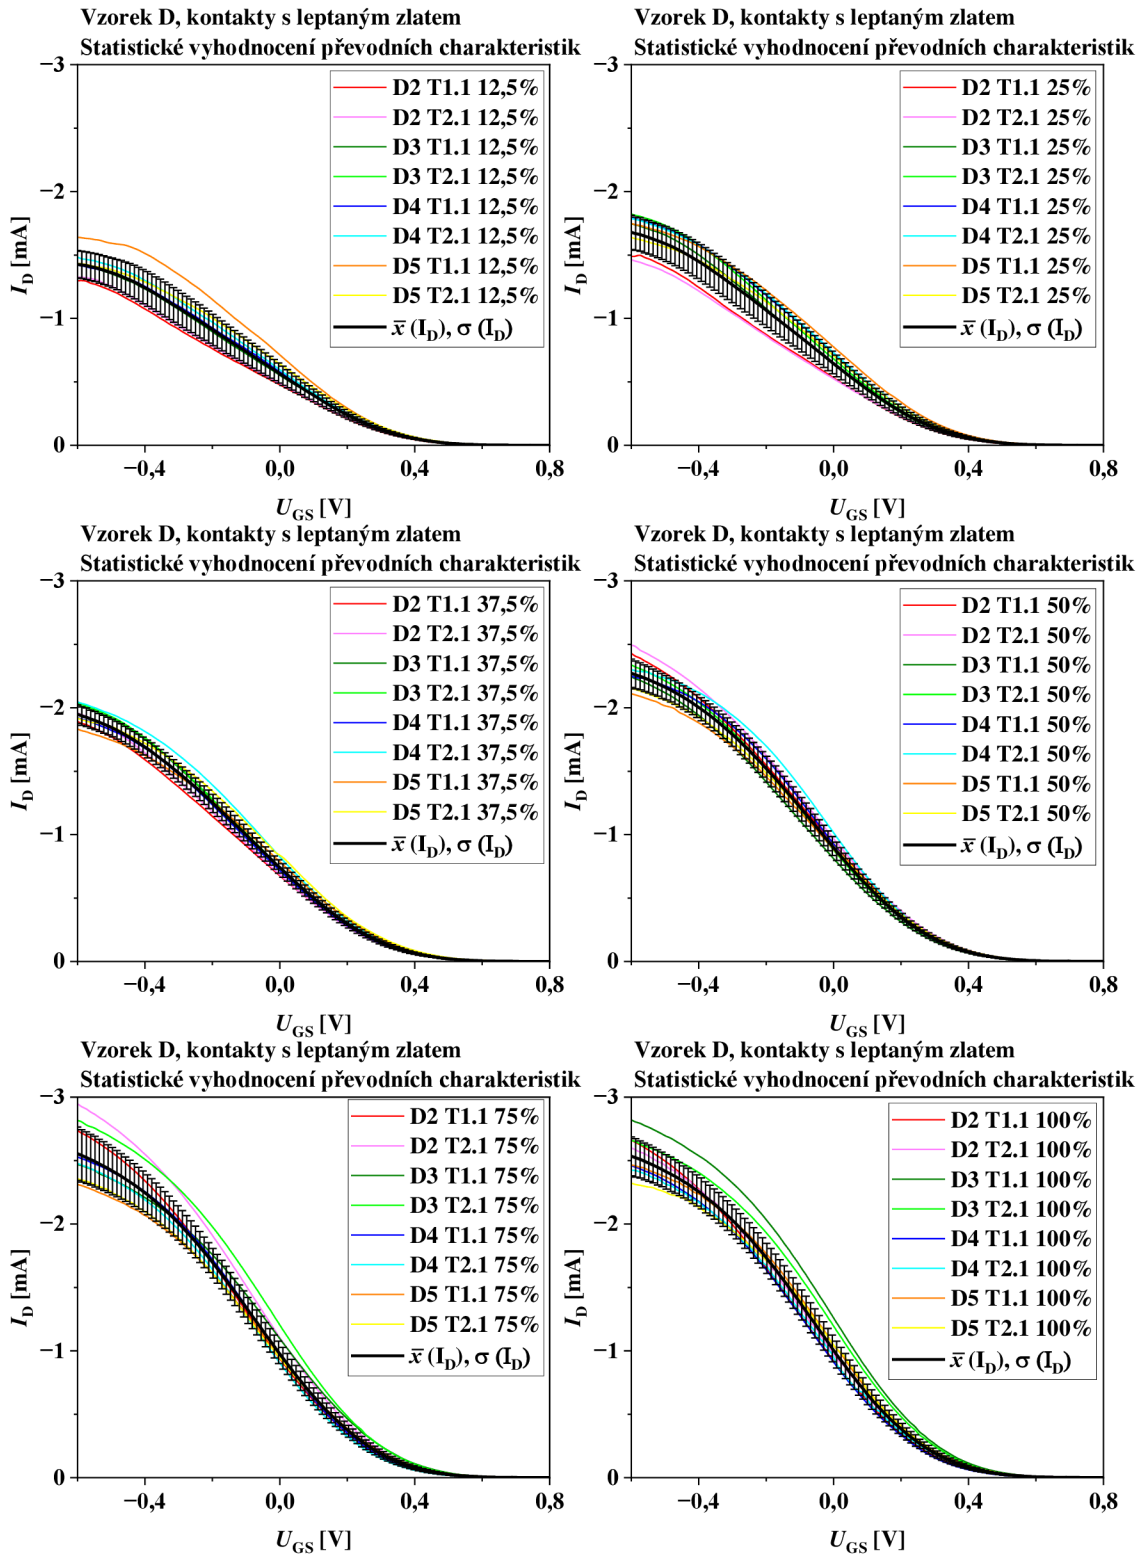 Vzorek D, kontakty s leptaným zlatem
Statistické vyhodnocení převodních charakteristik
−3
−2
−1
0
I_D [mA]
D2 T1.1 12,5%
D2 T2.1 12,5%
D3 T1.1 12,5%
D3 T2.1 12,5%
D4 T1.1 12,5%
D4 T2.1 12,5%
D5 T1.1 12,5%
D5 T2.1 12,5%
x̅ (I_D), σ (I_D)
−0,4 0,0 0,4 0,8
U_GS [V]
Vzorek D, kontakty s leptaným zlatem
Statistické vyhodnocení převodních charakteristik
−3
−2
−1
0
I_D [mA]
D2 T1.1 25%
D2 T2.1 25%
D3 T1.1 25%
D3 T2.1 25%
D4 T1.1 25%
D4 T2.1 25%
D5 T1.1 25%
D5 T2.1 25%
x̅ (I_D), σ (I_D)
−0,4 0,0 0,4 0,8
U_GS [V]
Vzorek D, kontakty s leptaným zlatem
Statistické vyhodnocení převodních charakteristik
−3
−2
−1
0
I_D [mA]
D2 T1.1 37,5%
D2 T2.1 37,5%
D3 T1.1 37,5%
D3 T2.1 37,5%
D4 T1.1 37,5%
D4 T2.1 37,5%
D5 T1.1 37,5%
D5 T2.1 37,5%
x̅ (I_D), σ (I_D)
−0,4 0,0 0,4 0,8
U_GS [V]
Vzorek D, kontakty s leptaným zlatem
Statistické vyhodnocení převodních charakteristik
−3
−2
−1
0
I_D [mA]
D2 T1.1 50%
D2 T2.1 50%
D3 T1.1 50%
D3 T2.1 50%
D4 T1.1 50%
D4 T2.1 50%
D5 T1.1 50%
D5 T2.1 50%
x̅ (I_D), σ (I_D)
−0,4 0,0 0,4 0,8
U_GS [V]
Vzorek D, kontakty s leptaným zlatem
Statistické vyhodnocení převodních charakteristik
−3
−2
−1
0
I_D [mA]
D2 T1.1 75%
D2 T2.1 75%
D3 T1.1 75%
D3 T2.1 75%
D4 T1.1 75%
D4 T2.1 75%
D5 T1.1 75%
D5 T2.1 75%
x̅ (I_D), σ (I_D)
−0,4 0,0 0,4 0,8
U_GS [V]
Vzorek D, kontakty s leptaným zlatem
Statistické vyhodnocení převodních charakteristik
−3
−2
−1
0
I_D [mA]
D2 T1.1 100%
D2 T2.1 100%
D3 T1.1 100%
D3 T2.1 100%
D4 T1.1 100%
D4 T2.1 100%
D5 T1.1 100%
D5 T2.1 100%
x̅ (I_D), σ (I_D)
−0,4 0,0 0,4 0,8
U_GS [V]